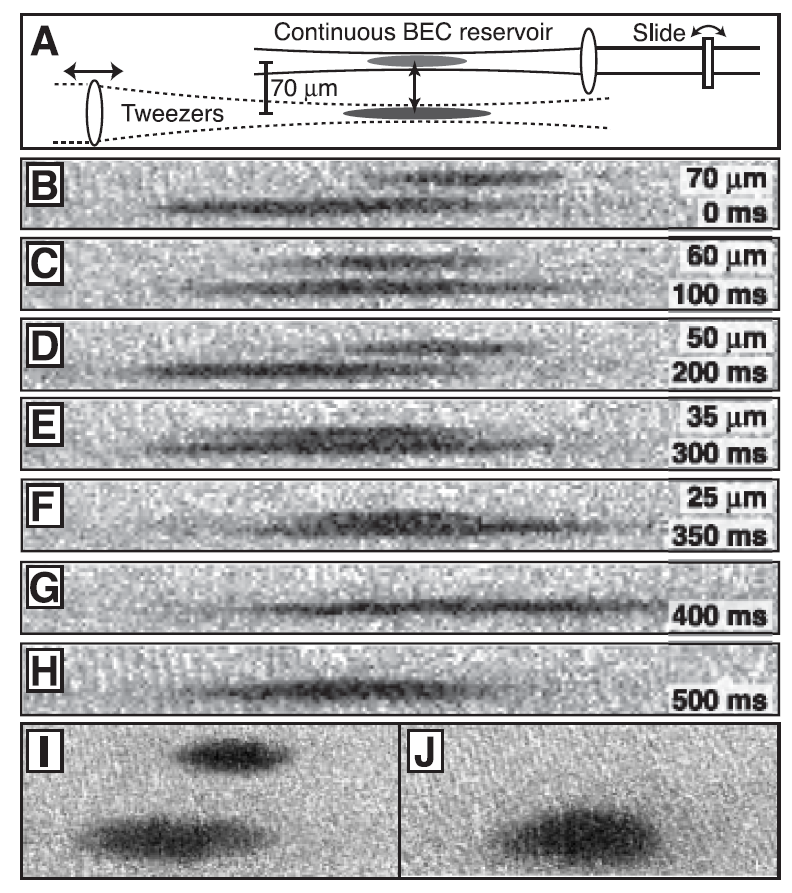 A
Continuous BEC reservoir
Slide
70 μm
Tweezers
B
70 μm
0 ms
C
60 μm
100 ms
D
50 μm
200 ms
E
35 μm
300 ms
F
25 μm
350 ms
G
400 ms
H
500 ms
I
J